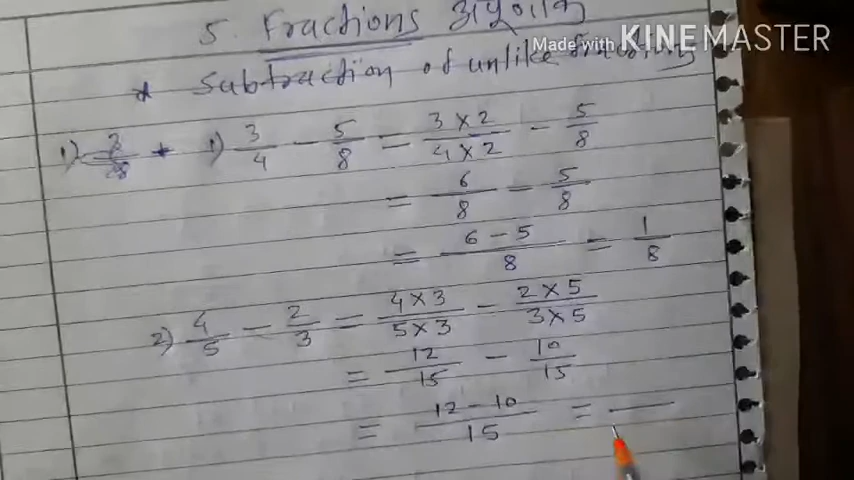 5. Fractions अपूर्णांक
Made with KINEMASTER
* Subtraction of unlike fractions
1) 3/4 - 5/8 = 3 × 2 / 4 × 2 - 5/8
= 6/8 - 5/8
= 6 - 5 / 8 = 1/8
2) 4/5 - 2/3 = 4 × 3 / 5 × 3 - 2 × 5 / 3 × 5
= 12/15 - 10/15
= 12 - 10 / 15 =